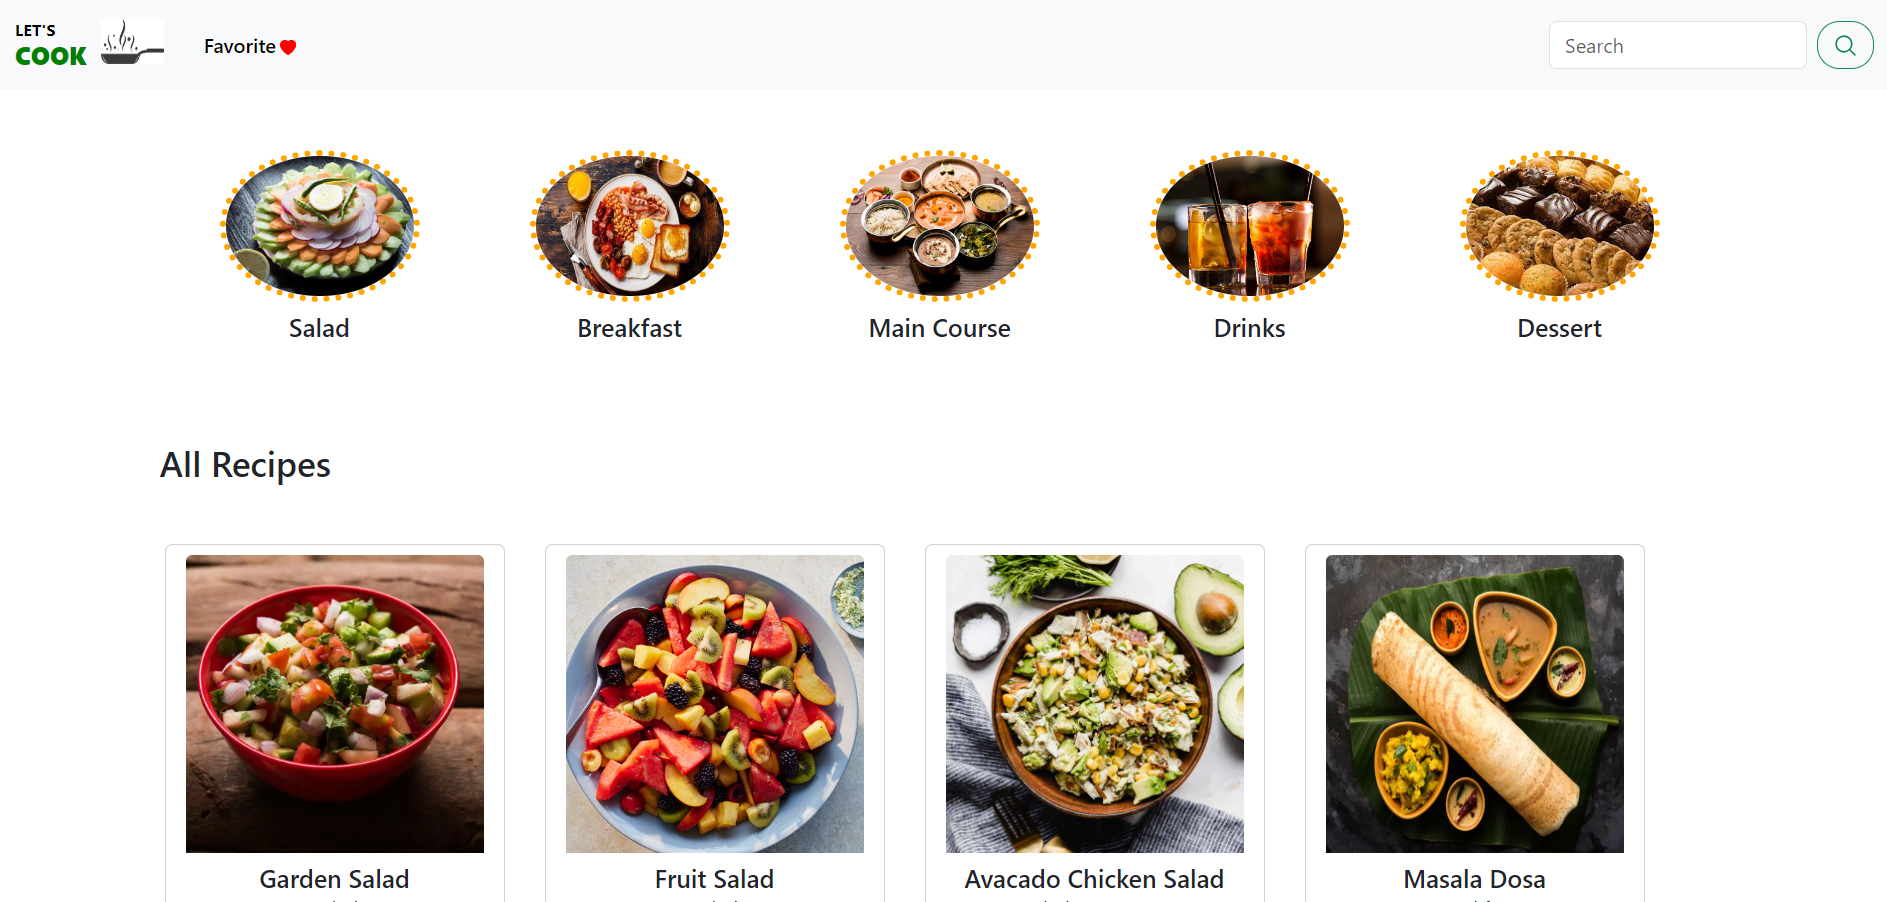 LET'S
COOK
Favorite
Search
Salad
Breakfast
Main Course
Drinks
Dessert
All Recipes
Garden Salad
Fruit Salad
Avacado Chicken Salad
Masala Dosa